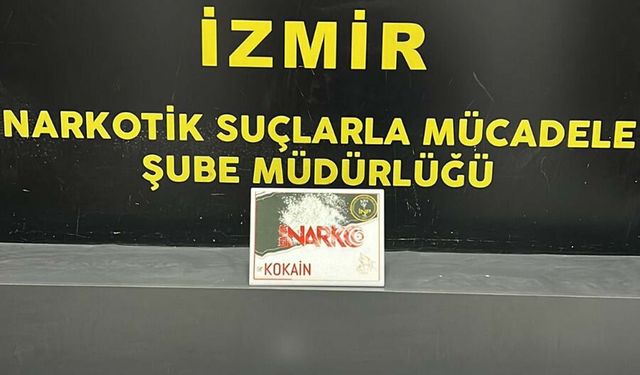 İZMİR
NARKOTİK SUÇLARLA MÜCADELE
ŞUBE MÜDÜRLÜĞÜ
NARKO
KOKAİN